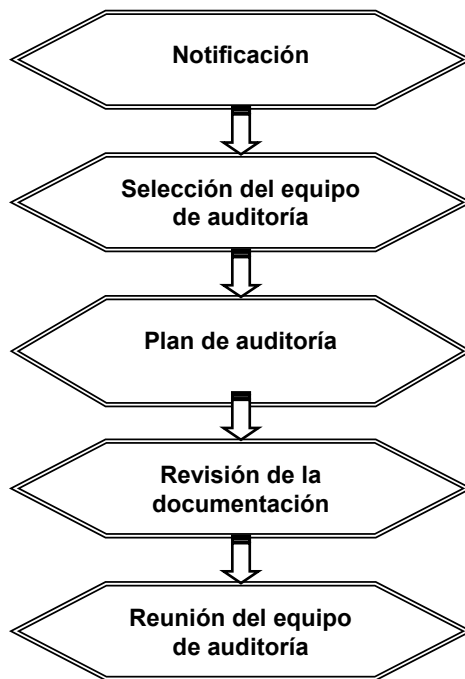 Notificación
Selección del equipo
de auditoría
Plan de auditoría
Revisión de la
documentación
Reunión del equipo
de auditoría